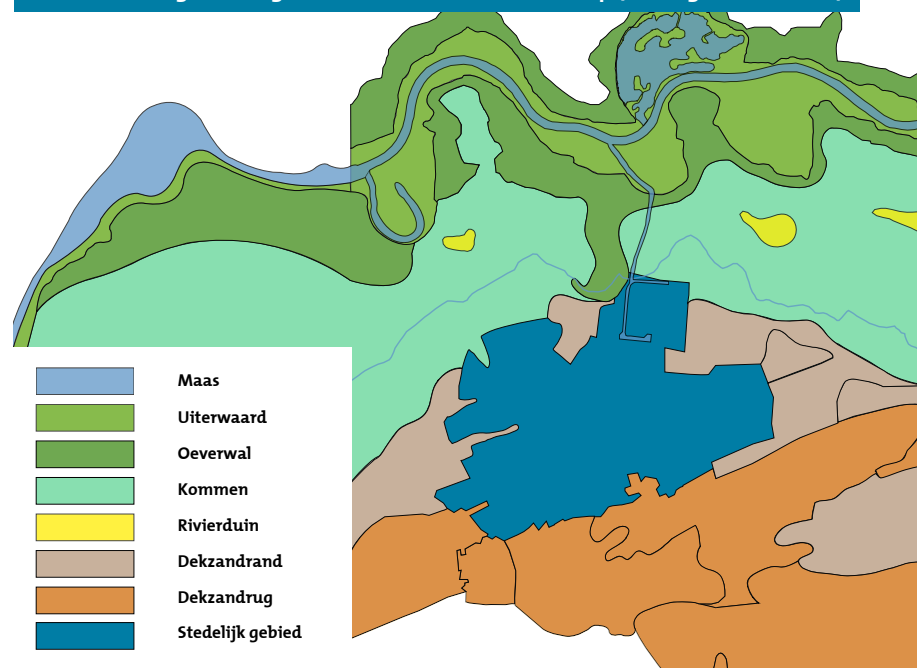 Maas
Uiterwaard
Oeverwal
Kommen
Rivierduin
Dekzandrand
Dekzandrug
Stedelijk gebied